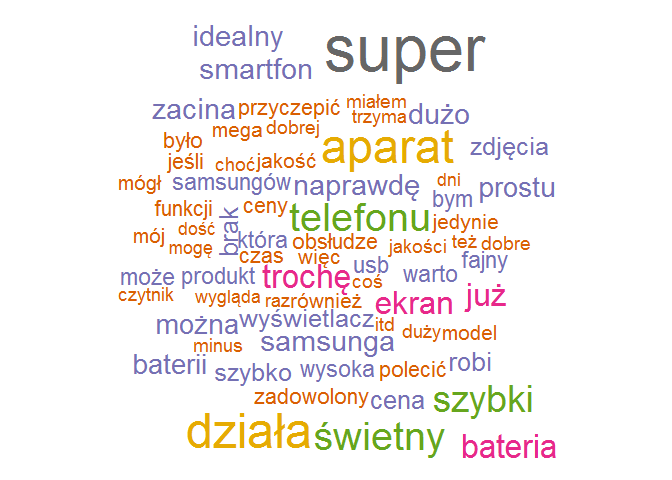 idealny
super
smartfon
zacina przyczepić miałem
trzyma dużo
mega dobrej
było aparat zdjęcia
jeśli choć jakość
mógł samsungów naprawdę dni
bym prostu
funkcji ceny telefonu jedynie
dość brak
mój która obsłudze jakości też dobre
mogę czas więc fajny
może produkt trochę usb warto
coś
czytnik wygląda razrównież ekran już
można wyświetlacz itd duży model
minus samsunga
baterii szybko wysoka polecić robi
zadowolony cena szybki
działa świetny bateria